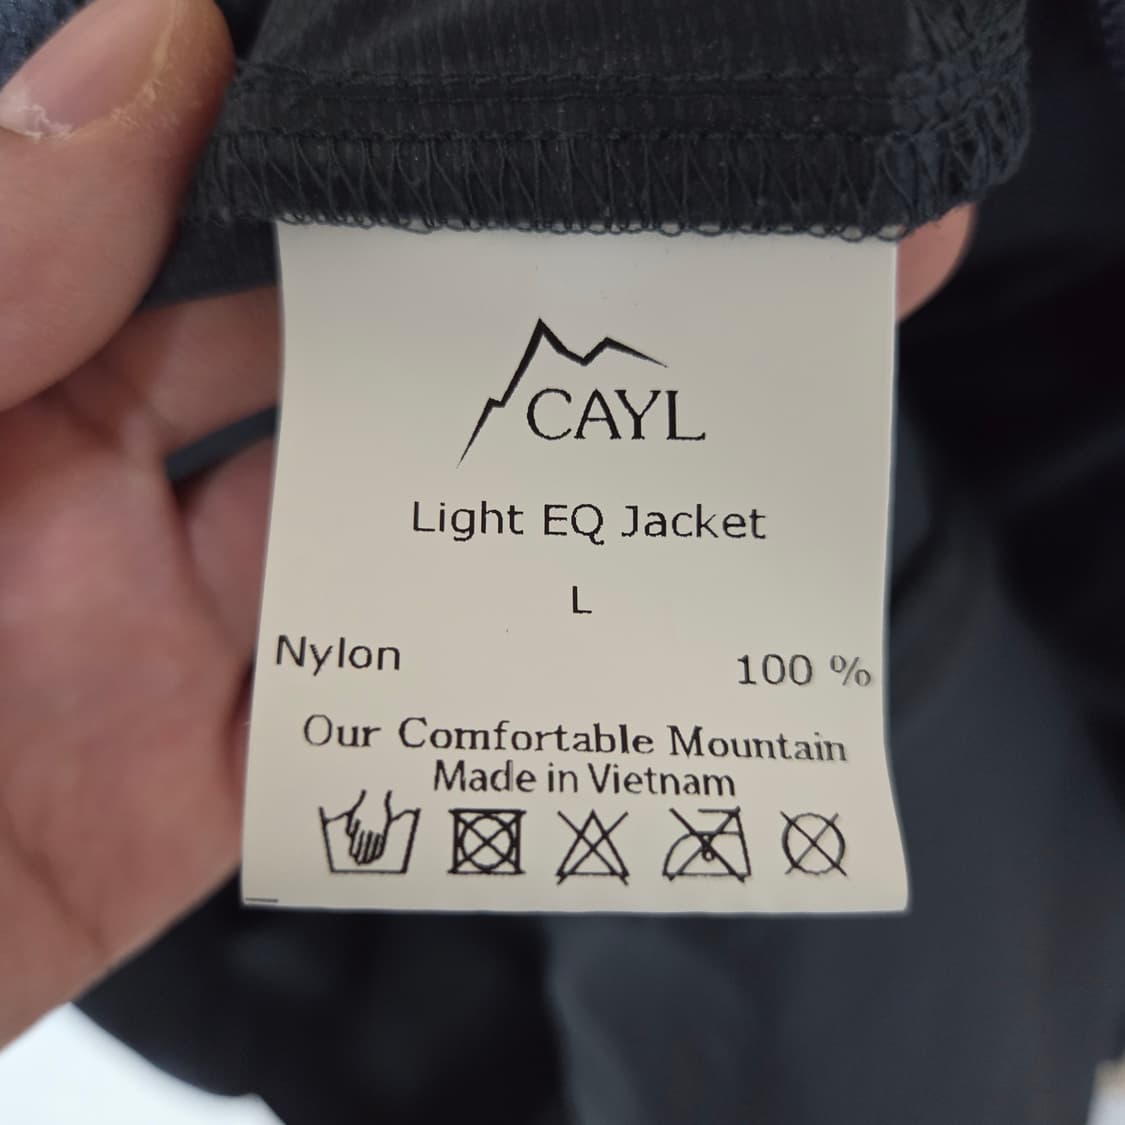 CAYL
Light EQ Jacket
L
Nylon 100 %
Our Comfortable Mountain
Made in Vietnam